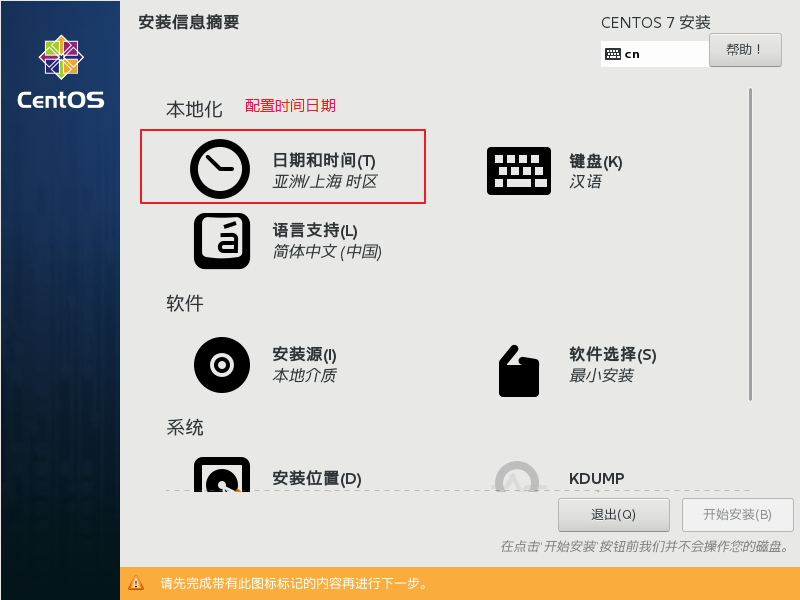 安装信息摘要
CENTOS 7 安装
cn
帮助！
CentOS
本地化
配置时间日期
日期和时间(T)
亚洲/上海 时区
键盘(K)
汉语
á
语言支持(L)
简体中文 (中国)
软件
安装源(I)
本地介质
软件选择(S)
最小安装
系统
安装位置(D)
KDUMP
退出(Q)
开始安装(B)
在点击'开始安装'按钮前我们并不会操作您的磁盘。
请先完成带有此图标标记的内容再进行下一步。